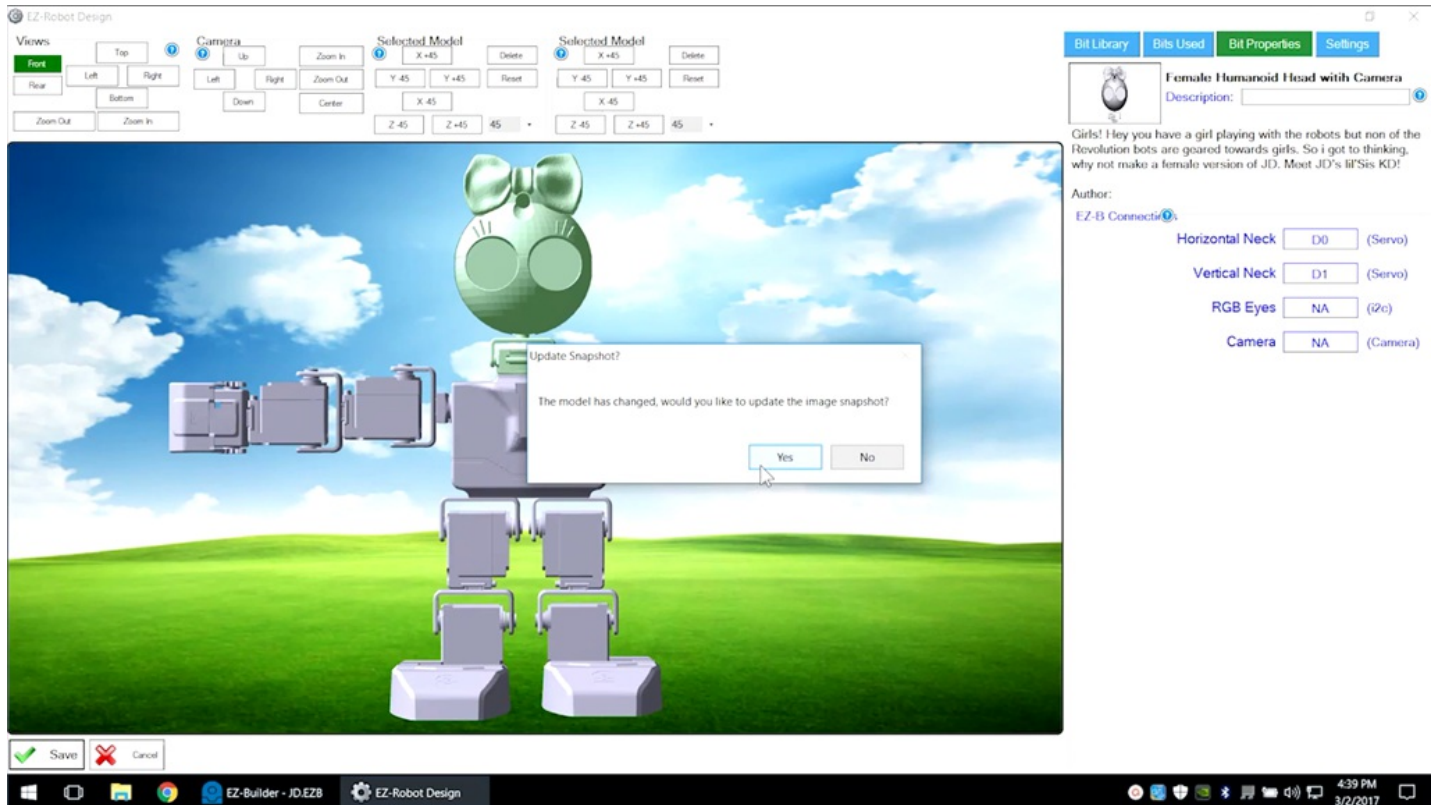 EZ-Robot Design
Views
Front
Rear
Top
Left
Right
Bottom
Zoom Out
Zoom In
Camera
Up
Left
Right
Down
Zoom In
Zoom Out
Center
Selected Model
X +45
Delete
Y -45
Y +45
Reset
X -45
Z -45
Z +45
45
Selected Model
X +45
Delete
Y -45
Y +45
Reset
X -45
Z -45
Z +45
45
Bit Library
Bits Used
Bit Properties
Settings
Female Humanoid Head witih Camera
Description:
Girls! Hey you have a girl playing with the robots but non of the
Revolution bots are geared towards girls. So i got to thinking,
why not make a female version of JD. Meet JD's lil'Sis KD!
Author:
EZ-B Connecti
Horizontal Neck D0 (Servo)
Vertical Neck D1 (Servo)
RGB Eyes NA (i2c)
Camera NA (Camera)
Update Snapshot?
The model has changed, would you like to update the image snapshot?
Yes
No
Save
Cancel
EZ-Builder - JD.EZB
EZ-Robot Design
4:39 PM
3/2/2017